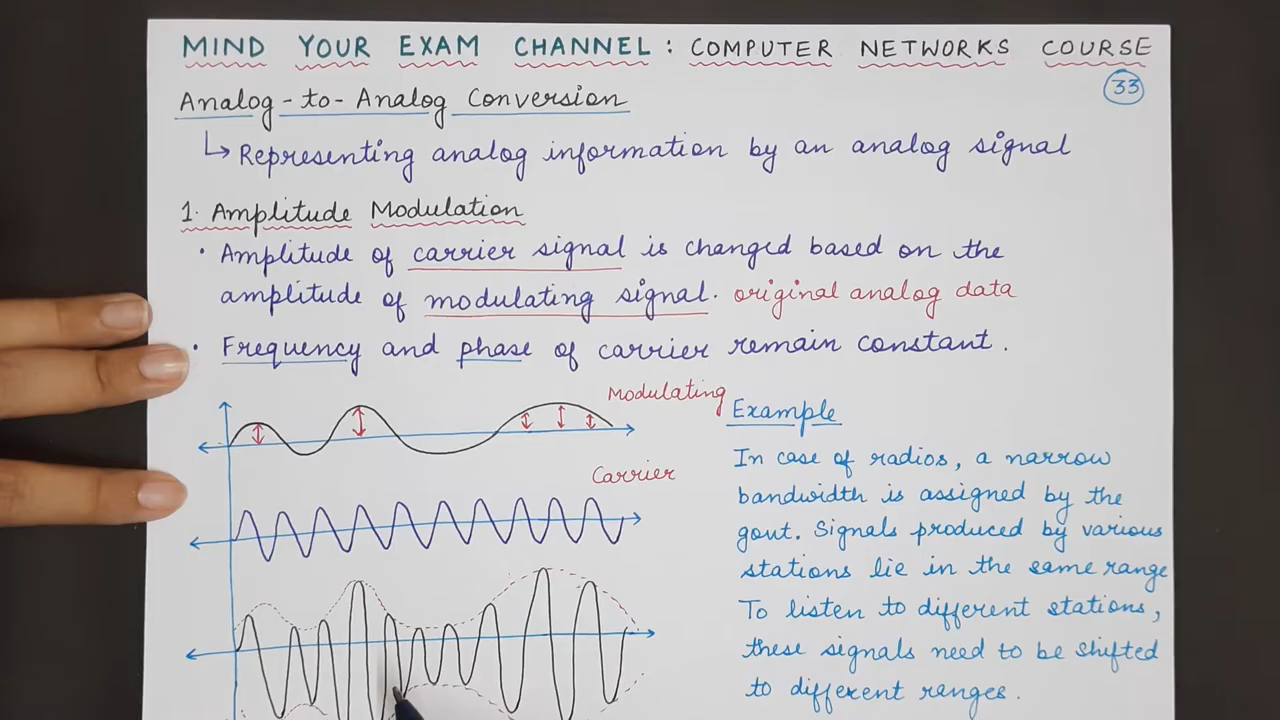 MIND YOUR EXAM CHANNEL : COMPUTER NETWORKS COURSE
33
Analog-to-Analog Conversion
↳ Representing analog information by an analog signal
1. Amplitude Modulation
• Amplitude of carrier signal is changed based on the
amplitude of modulating signal. original analog data
• Frequency and phase of carrier remain constant.
Modulating
Carrier
Example
In case of radios, a narrow
bandwidth is assigned by the
govt. Signals produced by various
stations lie in the same range
To listen to different stations,
these signals need to be shifted
to different ranges.